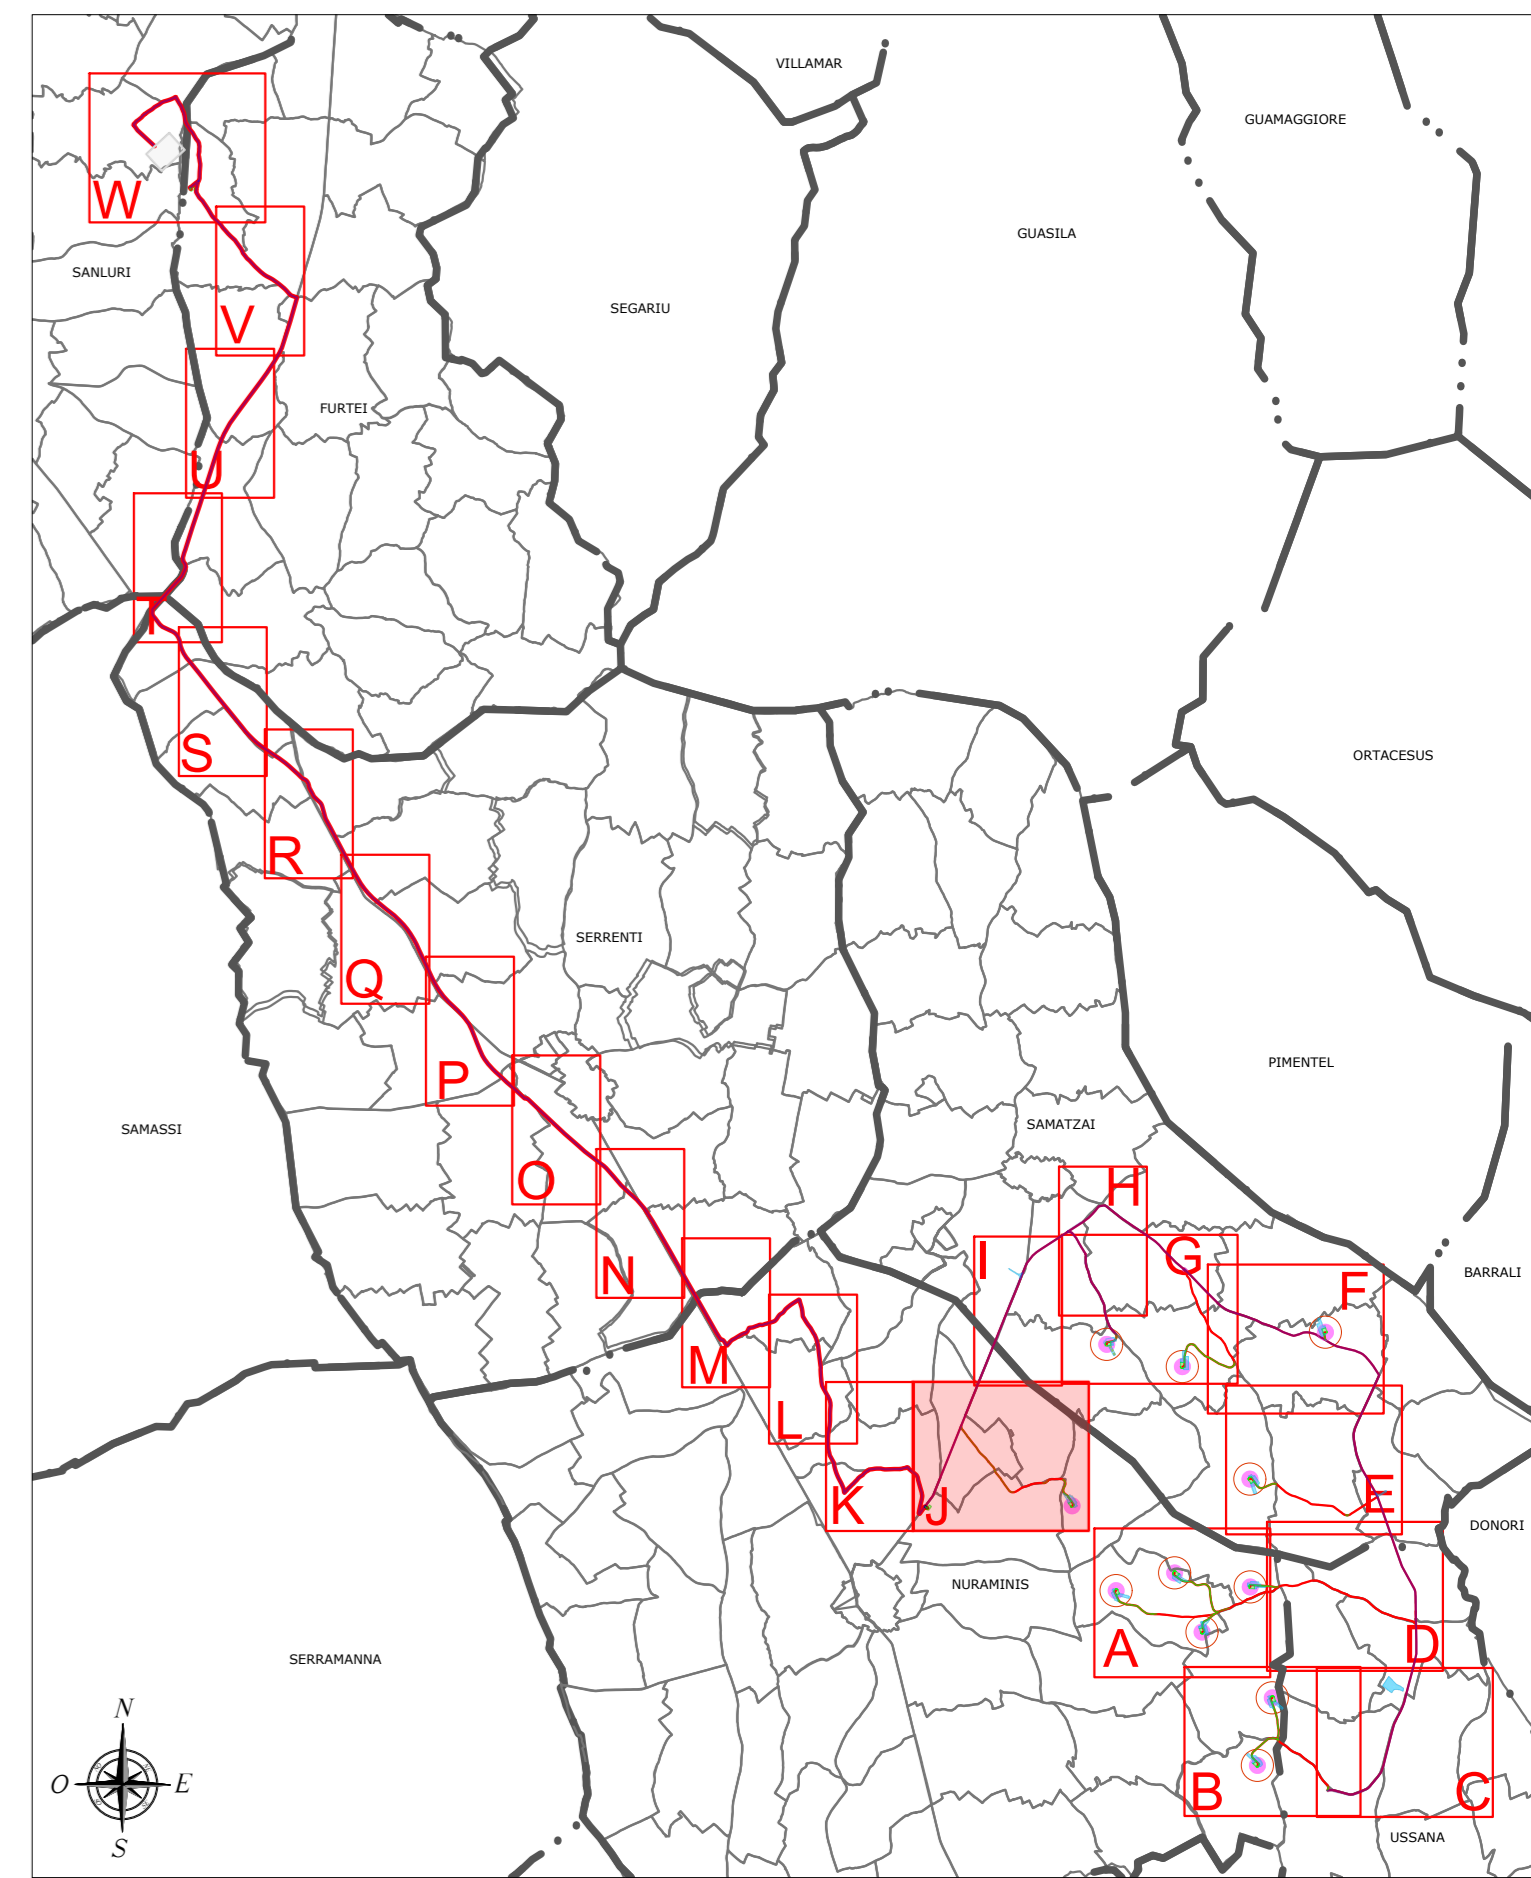 VILLAMAR
GUAMAGGIORE
W
GUASILA
SANLURI
SEGARIU
V
FURTEI
U
T
S
ORTACESUS
R
SERRENTI
Q
PIMENTEL
P
SAMATZAI
SAMASSI
O
H
G
I
N
BARRALI
F
M
L
E
K
J
DONORI
NURAMINIS
A
D
SERRAMANNA
N
O
E
S
B
C
USSANA